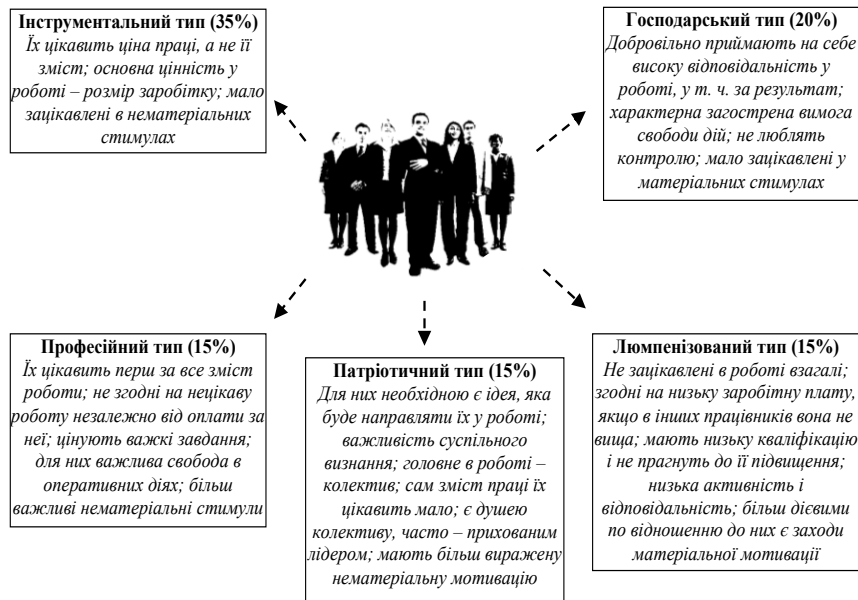 Інструментальний тип (35%)
Їх цікавить ціна праці, а не її
зміст; основна цінність у
роботі – розмір заробітку; мало
зацікавлені в нематеріальних
стимулах
Господарський тип (20%)
Добровільно приймають на себе
високу відповідальність у
роботі, у т. ч. за результат;
характерна загострена вимога
свободи дій; не люблять
контролю; мало зацікавлені у
матеріальних стимулах
Професійний тип (15%)
Їх цікавить перш за все зміст
роботи; не згодні на нецікаву
роботу незалежно від оплати за
неї; цінують важкі завдання;
для них важлива свобода в
оперативних діях; більш
важливі нематеріальні стимули
Патріотичний тип (15%)
Для них необхідною є ідея, яка
буде направляти їх у роботі;
важливість суспільного
визнання; головне в роботі –
колектив; сам зміст праці їх
цікавить мало; є душею
колективу, часто – прихованим
лідером; мають більш виражену
нематеріальну мотивацію
Люмпенізований тип (15%)
Не зацікавлені в роботі взагалі;
згодні на низьку заробітну плату,
якщо в інших працівників вона не
вища; мають низьку кваліфікацію
і не прагнуть до її підвищення;
низька активність і
відповідальність; більш дієвими
по відношенню до них є заходи
матеріальної мотивації